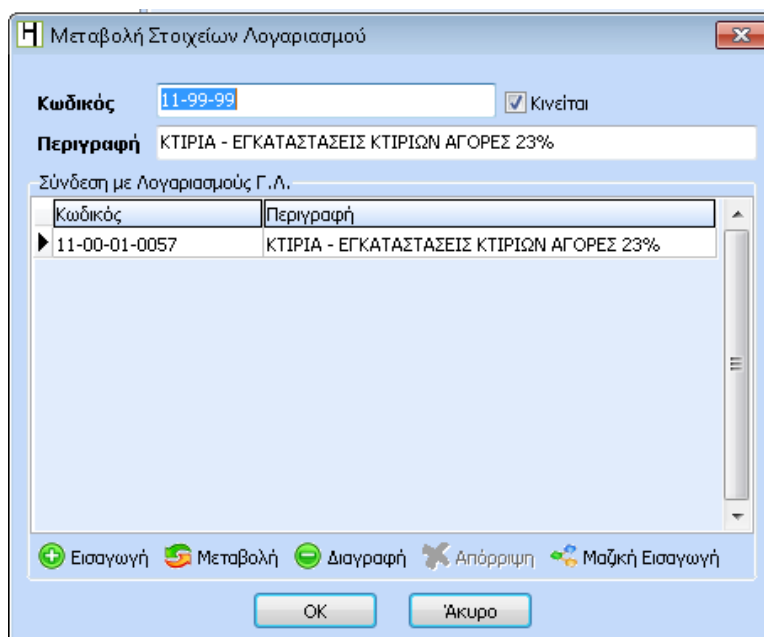 H Μεταβολή Στοιχείων Λογαριασμού
Κωδικός 11-99-99 Κινείται
Περιγραφή ΚΤΙΡΙΑ - ΕΓΚΑΤΑΣΤΑΣΕΙΣ ΚΤΙΡΙΩΝ ΑΓΟΡΕΣ 23%
Σύνδεση με Λογαριασμούς Γ.Λ.
Κωδικός Περιγραφή
11-00-01-0057 ΚΤΙΡΙΑ - ΕΓΚΑΤΑΣΤΑΣΕΙΣ ΚΤΙΡΙΩΝ ΑΓΟΡΕΣ 23%
Εισαγωγή Μεταβολή Διαγραφή Απόρριψη Μαζική Εισαγωγή
OK Άκυρο